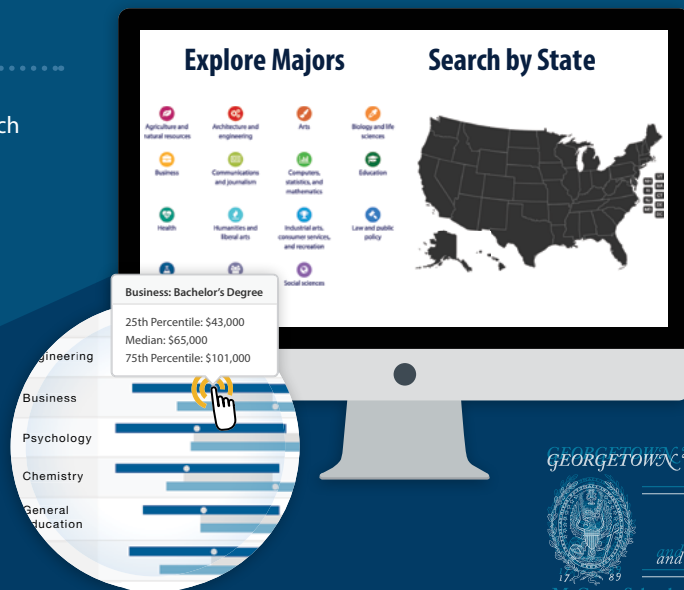 ch
Explore Majors
Search by State
Agriculture and
natural resources
Architecture and
engineering
Arts
Biology and life
sciences
Business
Communications
and journalism
Computers,
statistics, and
mathematics
Education
Health
Humanities and
liberal arts
Industrial arts,
consumer services,
and recreation
Law and public
policy
Social sciences
Business: Bachelor's Degree
25th Percentile: $43,000
Median: $65,000
75th Percentile: $101,000
gineering
Business
Psychology
Chemistry
General
ducation
GEORGETOWN
17 89
and